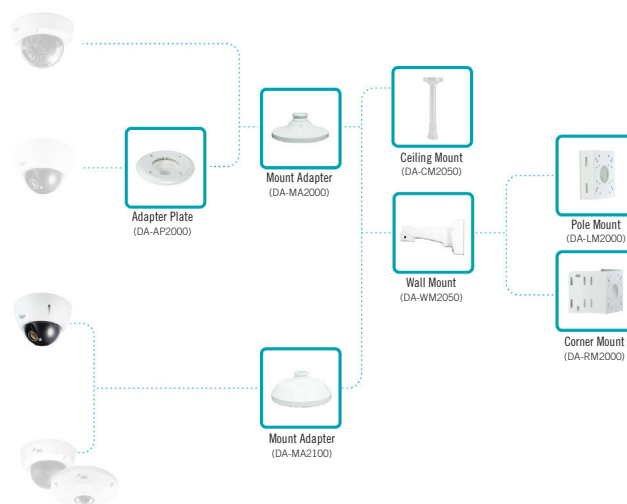 Adapter Plate
(DA-AP2000)
Mount Adapter
(DA-MA2000)
Ceiling Mount
(DA-CM2050)
Wall Mount
(DA-WM2050)
Pole Mount
(DA-LM2000)
Corner Mount
(DA-RM2000)
Mount Adapter
(DA-MA2100)